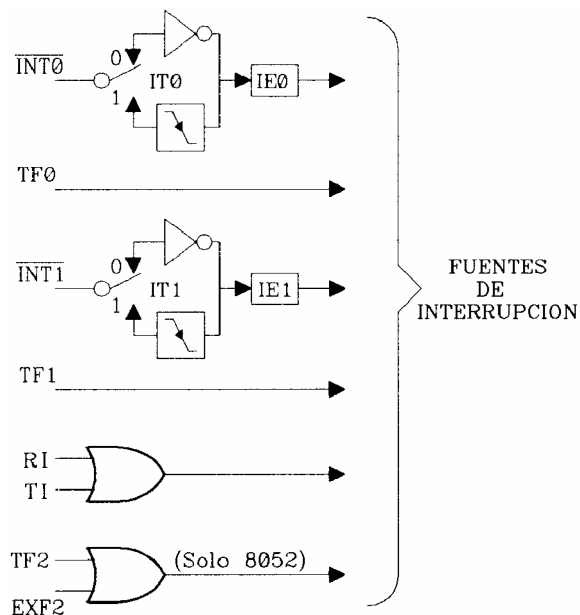 INT0
0
1
IT0
IE0
TF0
INT1
0
1
IT1
IE1
TF1
FUENTES
DE
INTERRUPCION
RI
TI
TF2
EXF2
(Solo 8052)